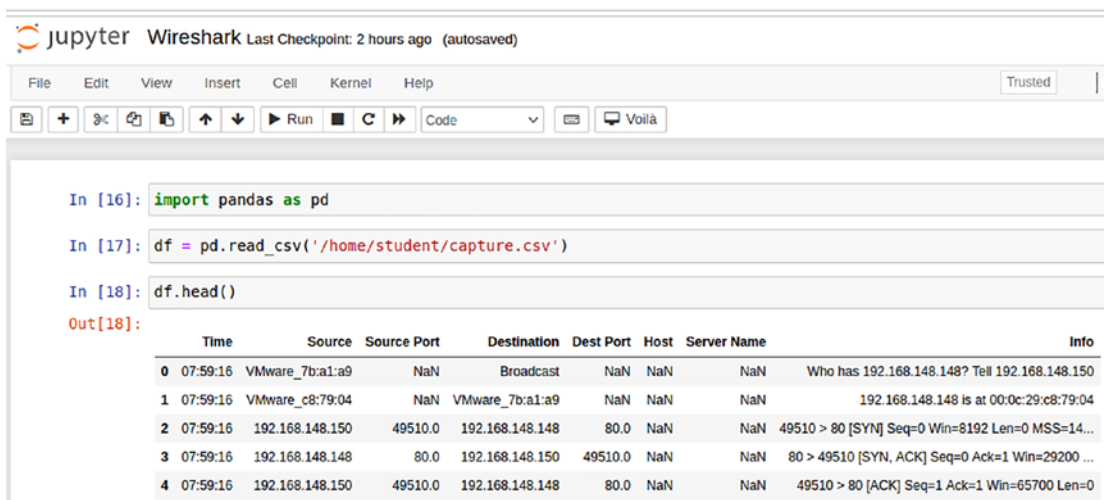 jupyter Wireshark Last Checkpoint: 2 hours ago (autosaved)
File Edit View Insert Cell Kernel Help Trusted
Run Code Voilà
In [16]: import pandas as pd
In [17]: df = pd.read_csv('/home/student/capture.csv')
In [18]: df.head()
Out[18]:
Time Source Source Port Destination Dest Port Host Server Name Info
0 07:59:16 VMware_7b:a1:a9 NaN Broadcast NaN NaN NaN Who has 192.168.148.148? Tell 192.168.148.150
1 07:59:16 VMware_c8:79:04 NaN VMware_7b:a1:a9 NaN NaN NaN 192.168.148.148 is at 00:0c:29:c8:79:04
2 07:59:16 192.168.148.150 49510.0 192.168.148.148 80.0 NaN NaN 49510 > 80 [SYN] Seq=0 Win=8192 Len=0 MSS=14...
3 07:59:16 192.168.148.148 80.0 192.168.148.150 49510.0 NaN NaN 80 > 49510 [SYN, ACK] Seq=0 Ack=1 Win=29200 ...
4 07:59:16 192.168.148.150 49510.0 192.168.148.148 80.0 NaN NaN 49510 > 80 [ACK] Seq=1 Ack=1 Win=65700 Len=0